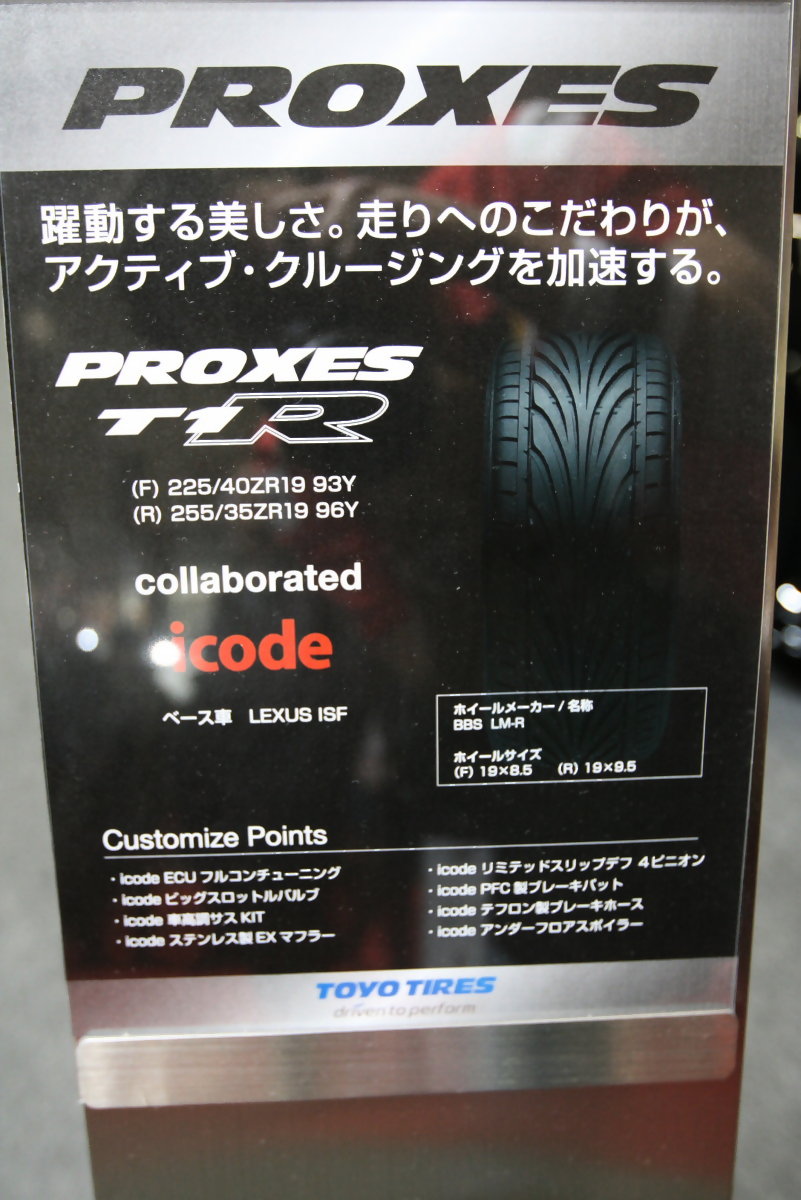 PROXES
躍動する美しさ。走りへのこだわりが、
アクティブ・クルージングを加速する。
PROXES
T1R
(F) 225/40ZR19 93Y
(R) 255/35ZR19 96Y
collaborated
icode
ベース車 LEXUS ISF
ホイールメーカー/名称
BBS LM-R
ホイールサイズ
(F) 19×8.5 (R) 19×9.5
Customize Points
・icode ECU フルコンチューニング
・icode ビッグスロットルバルブ
・icode 車高調サス KIT
・icode ステンレス製 EX マフラー
・icode リミテッドスリップデフ 4ピニオン
・icode PFC 製ブレーキパット
・icode テフロン製ブレーキホース
・icode アンダーフロアスポイラー
TOYO TIRES
driven to perform